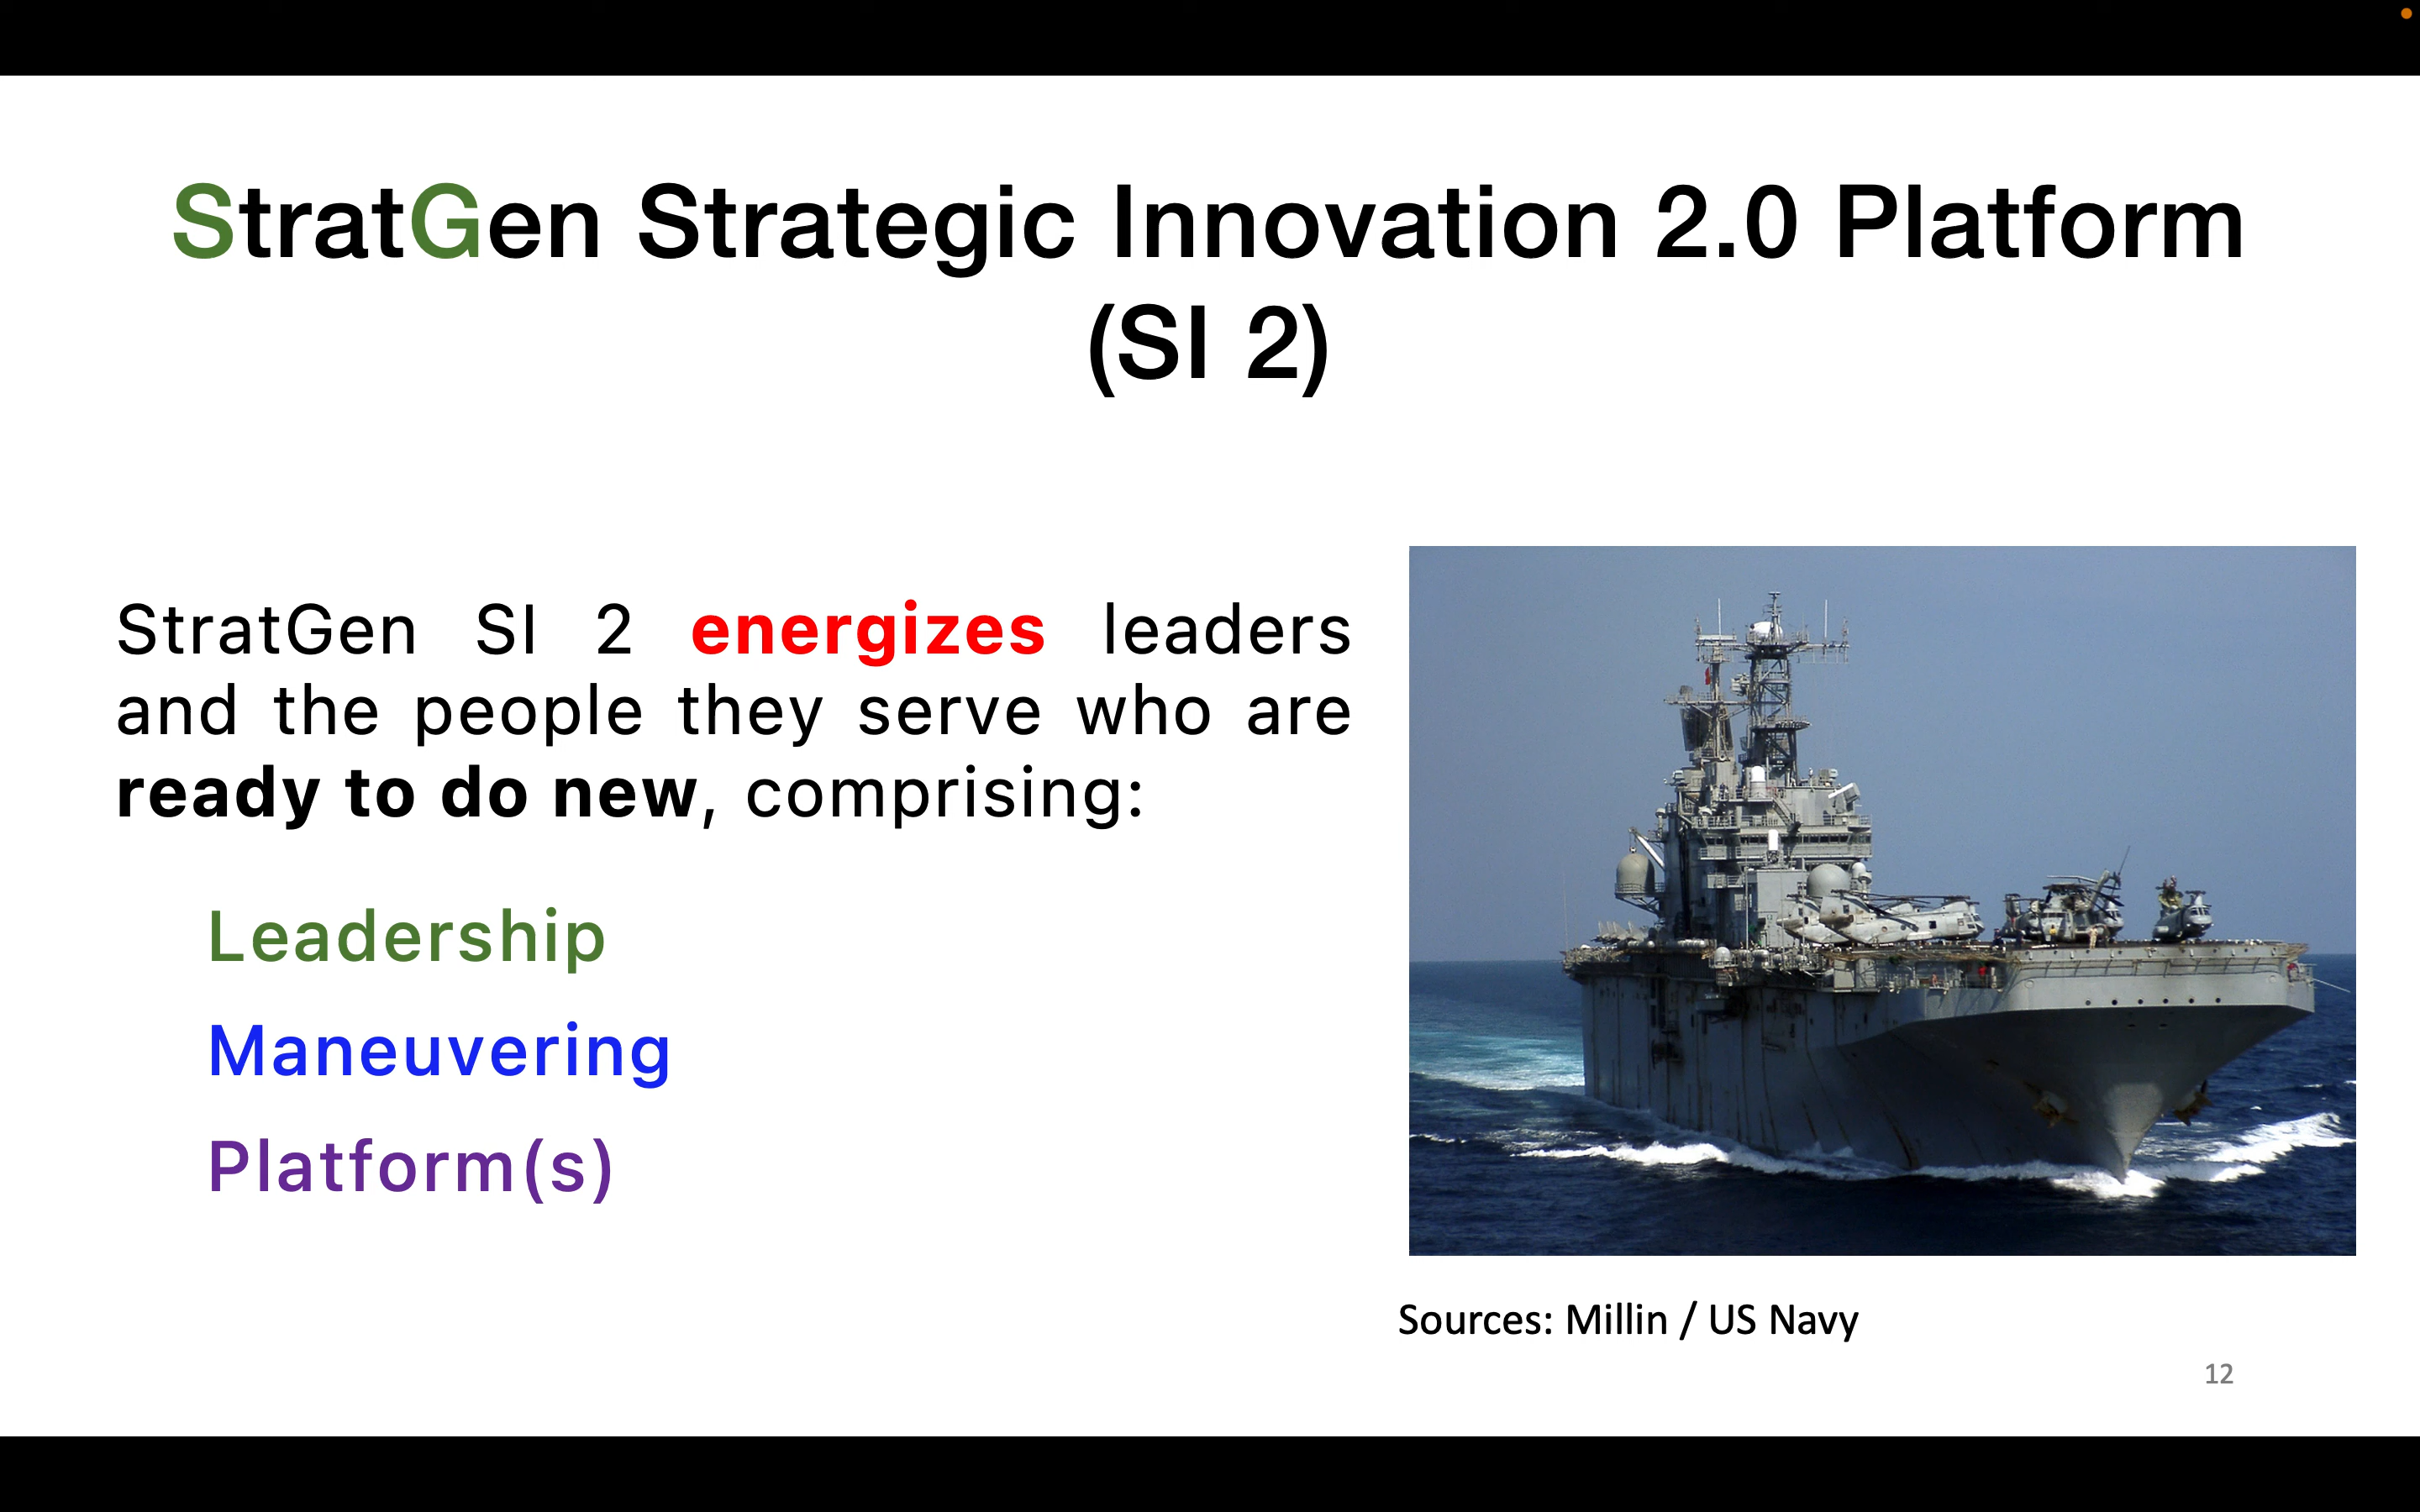 StratGen Strategic Innovation 2.0 Platform
(SI 2)
StratGen SI 2 energizes leaders
and the people they serve who are
ready to do new, comprising:
Leadership
Maneuvering
Platform(s)
Sources: Millin / US Navy
12